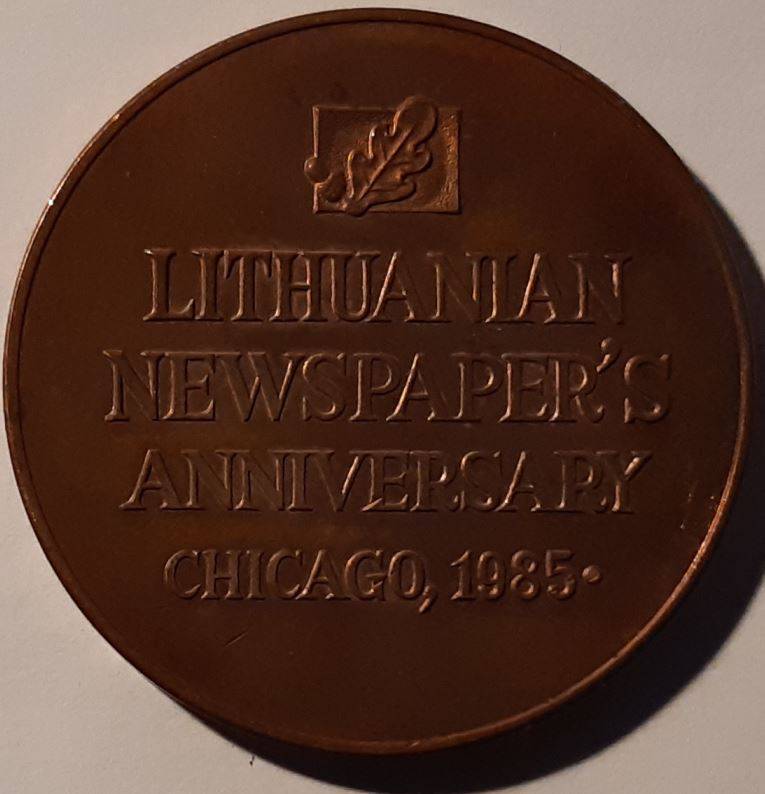 LITHUANIAN
NEWSPAPER'S
ANNIVERSARY
CHICAGO, 1985•